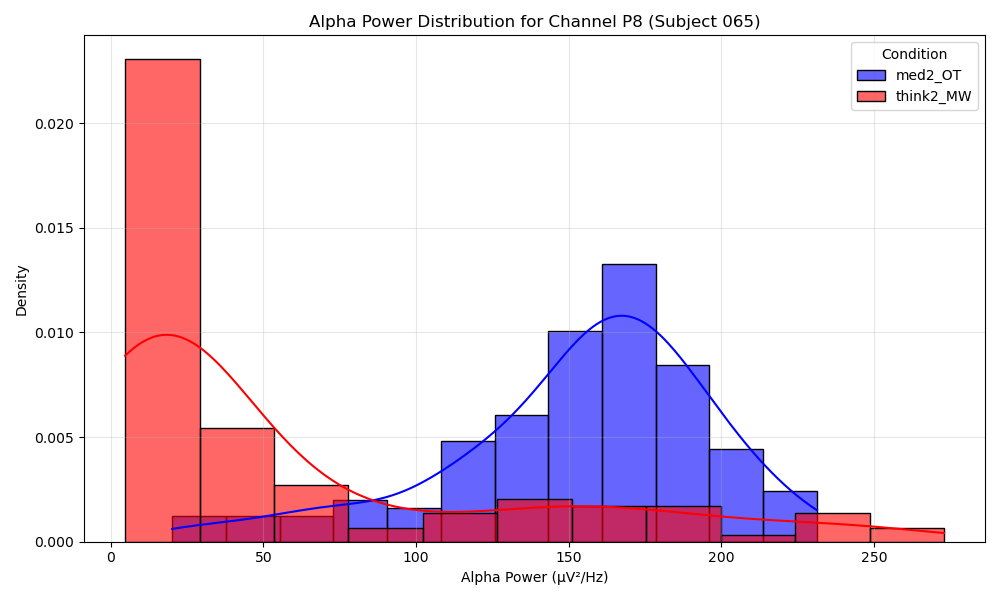 Alpha Power Distribution for Channel P8 (Subject 065)
Condition
med2_OT
think2_MW
Density
0.020
0.015
0.010
0.005
0.000
0
50
100
150
200
250
Alpha Power (μV²/Hz)